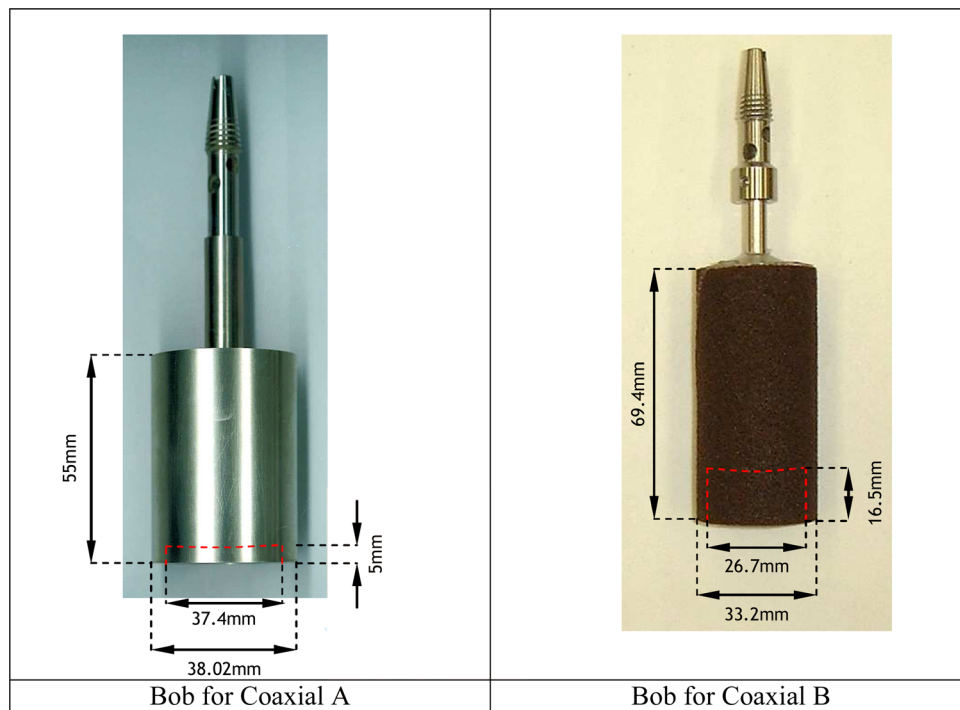 55mm
5mm
37.4mm
38.02mm
Bob for Coaxial A
69.4mm
16.5mm
26.7mm
33.2mm
Bob for Coaxial B